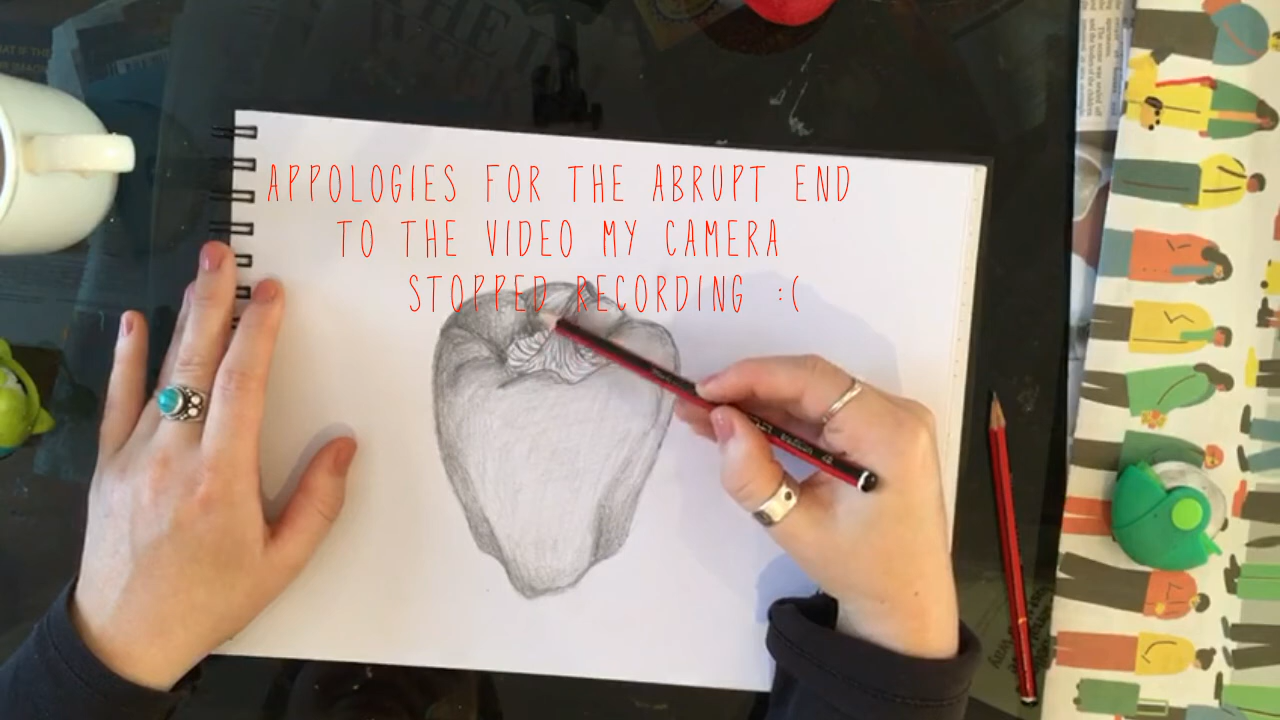 APPOLOGIES FOR THE ABRUPT END
TO THE VIDEO MY CAMERA
STOPPED RECORDING :(